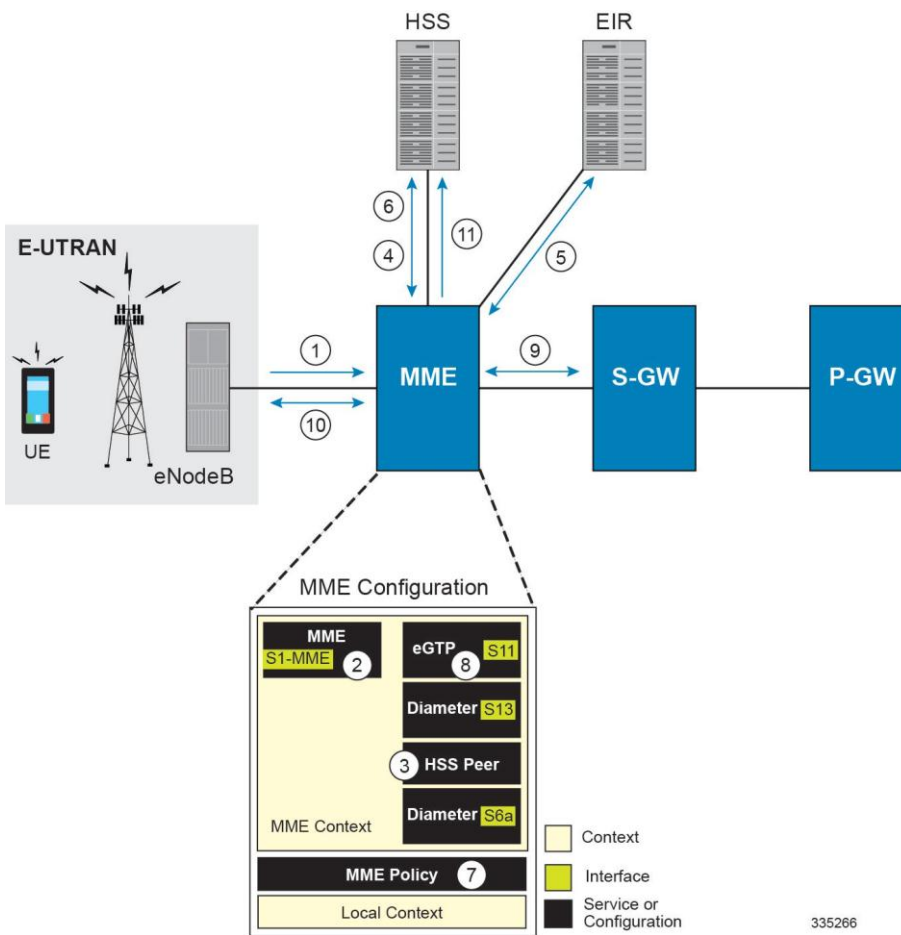 HSS
EIR
6
11
4
5
E-UTRAN
1
9
MME
S-GW
P-GW
10
UE
eNodeB
MME Configuration
MME
S1-MME
2
eGTP
S11
8
Diameter
S13
3
HSS Peer
Diameter
S6a
MME Context
MME Policy
7
Local Context
Context
Interface
Service or
Configuration
335266